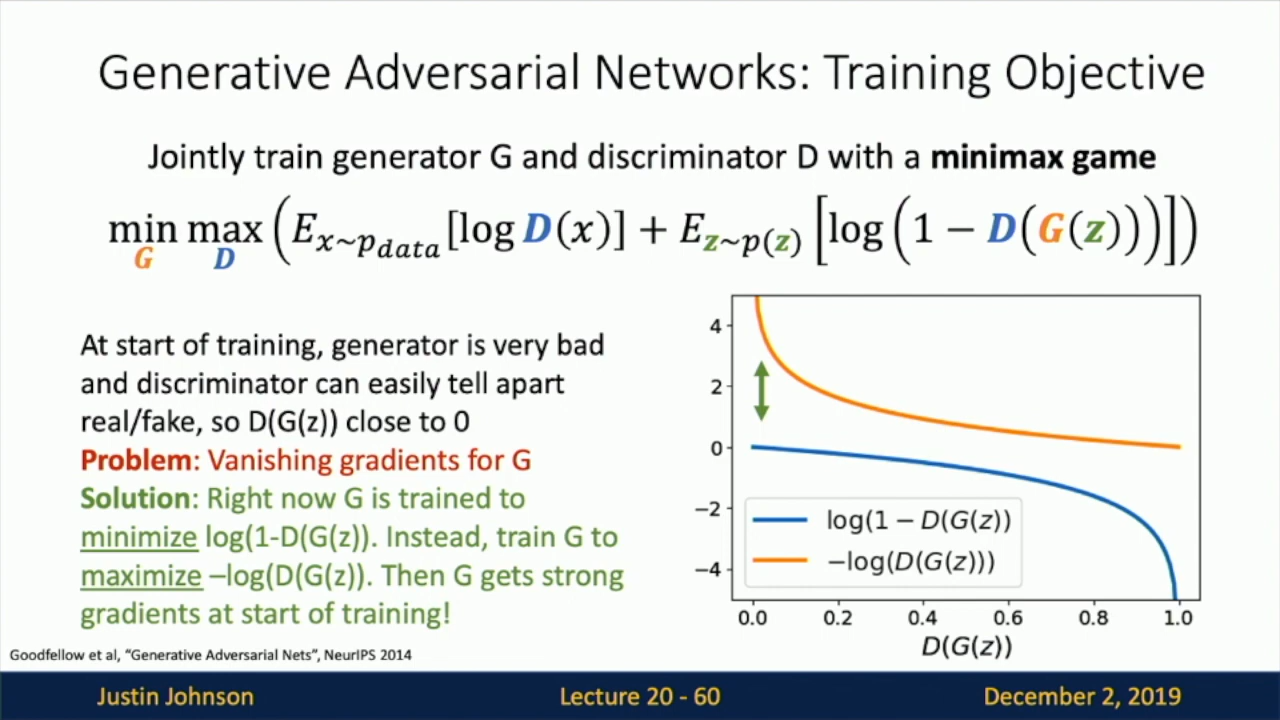 Generative Adversarial Networks: Training Objective
Jointly train generator G and discriminator D with a minimax game
min_G max_D (E_{x~p_data}[log D(x)] + E_{z~p(z)}[log(1 − D(G(z)))])
At start of training, generator is very bad
and discriminator can easily tell apart
real/fake, so D(G(z)) close to 0
Problem: Vanishing gradients for G
Solution: Right now G is trained to
minimize log(1-D(G(z)). Instead, train G to
maximize –log(D(G(z)). Then G gets strong
gradients at start of training!
4
2
0
−2
−4
log(1 − D(G(z))
−log(D(G(z)))
0.0 0.2 0.4 0.6 0.8 1.0
D(G(z))
Goodfellow et al, "Generative Adversarial Nets", NeurIPS 2014
Justin Johnson
Lecture 20 - 60
December 2, 2019